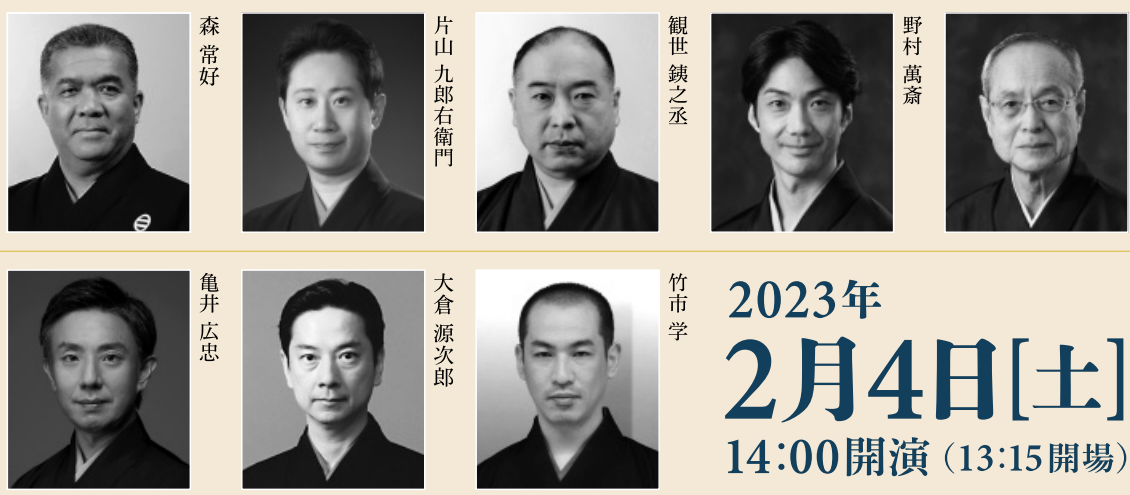 森 常好
片山 九郎右衛門
観世 銕之丞
野村 萬斎
亀井 広忠
大倉 源次郎
竹市 学
2023年
2月4日[土]
14:00開演（13:15開場）